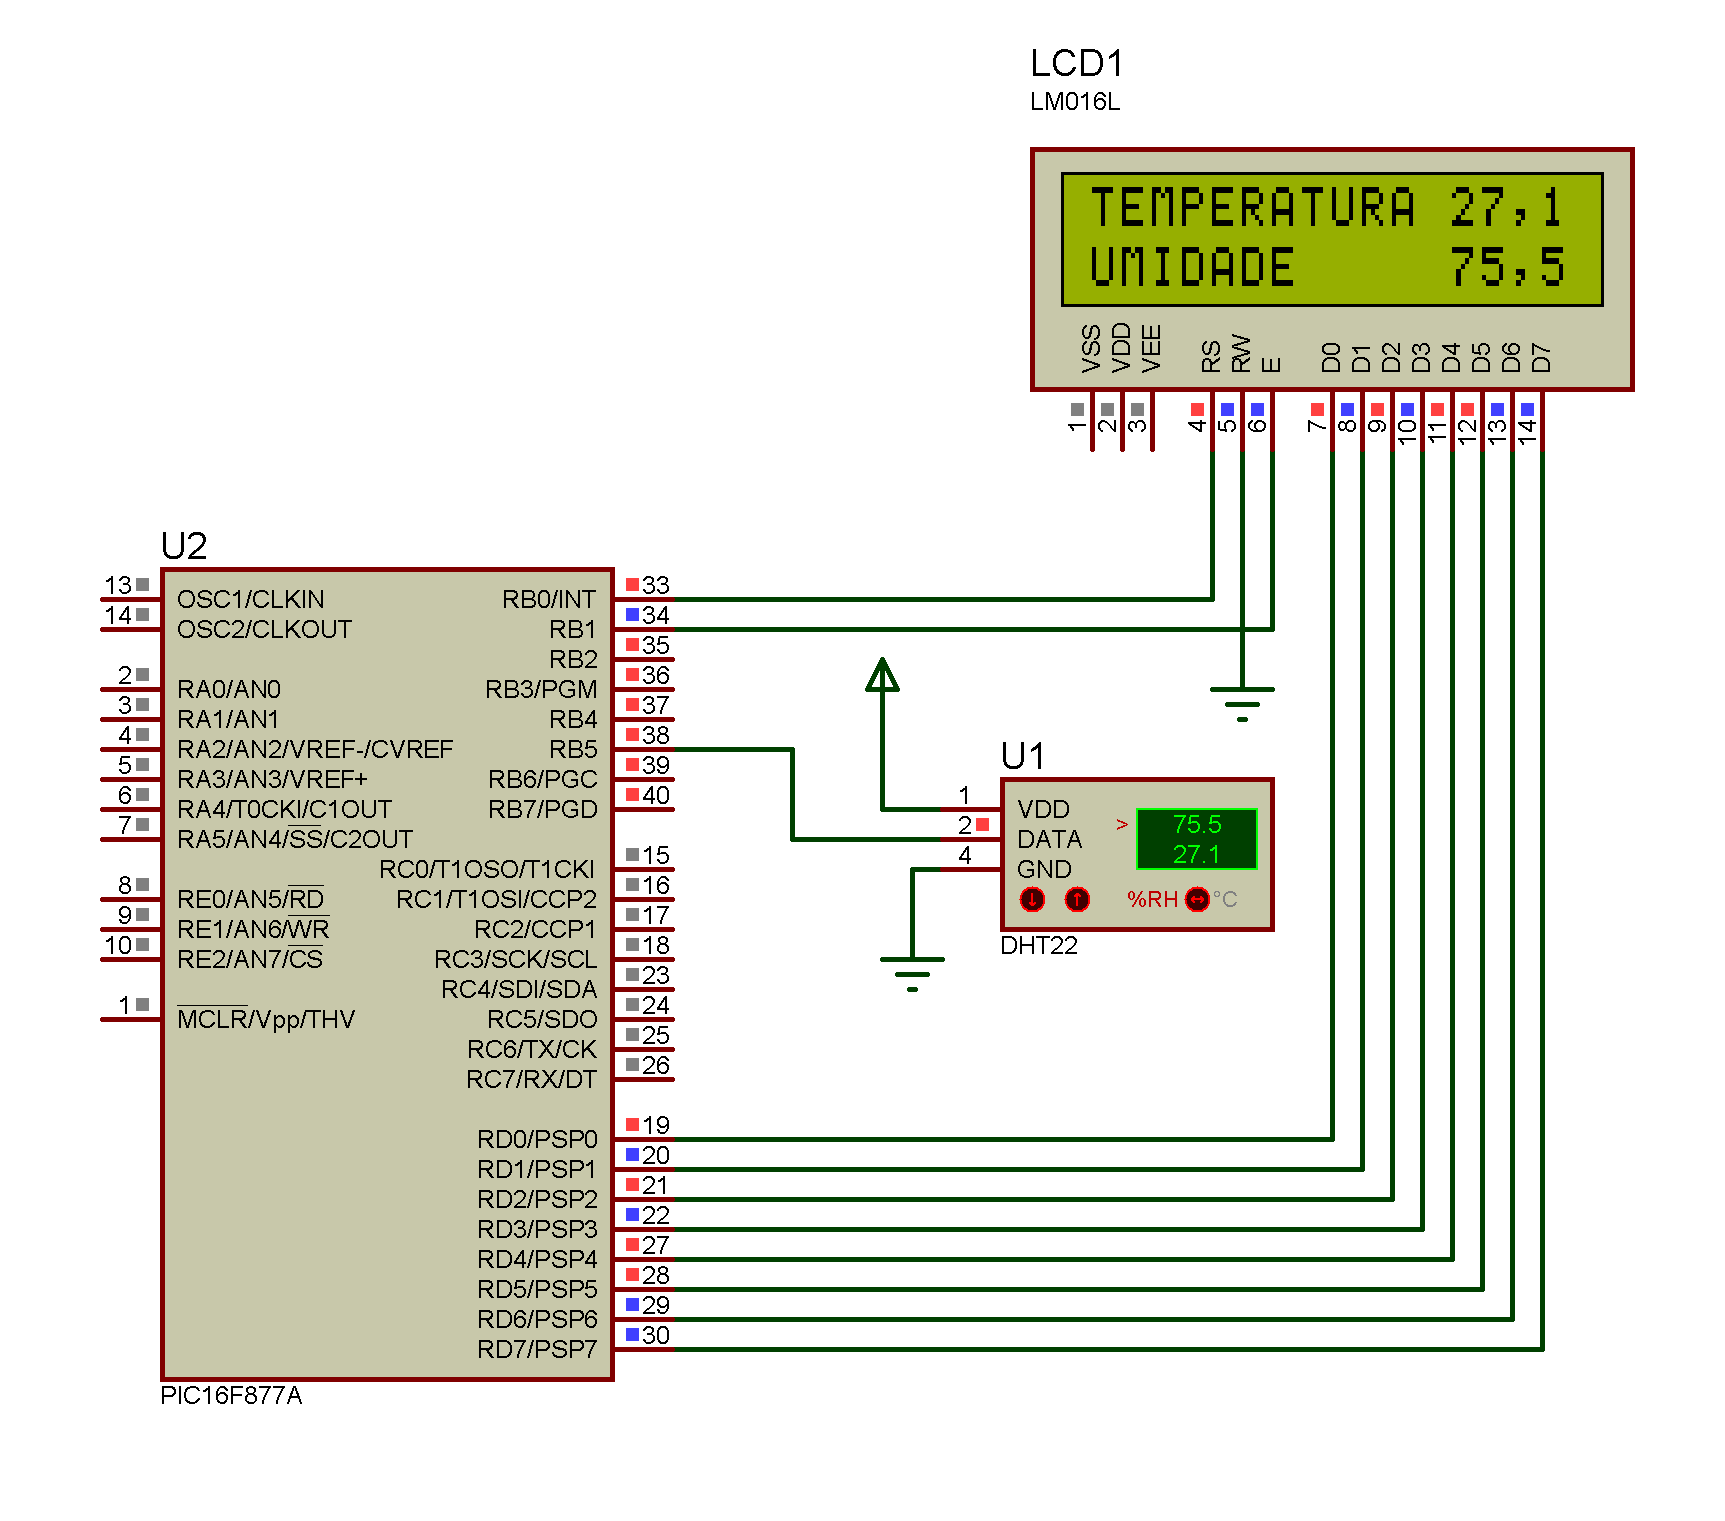 LCD1
LM016L
TEMPERATURA 27,1
UMIDADE 75,5
VSS VDD VEE RS RW E D0 D1 D2 D3 D4 D5 D6 D7
1 2 3 4 5 6 7 8 9 10 11 12 13 14
U2
13 OSC1/CLKIN RB0/INT 33
14 OSC2/CLKOUT RB1 34
RB2 35
2 RA0/AN0 RB3/PGM 36
3 RA1/AN1 RB4 37
4 RA2/AN2/VREF-/CVREF RB5 38
5 RA3/AN3/VREF+ RB6/PGC 39
6 RA4/T0CKI/C1OUT RB7/PGD 40
7 RA5/AN4/SS/C2OUT
RC0/T1OSO/T1CKI 15
8 RE0/AN5/RD RC1/T1OSI/CCP2 16
9 RE1/AN6/WR RC2/CCP1 17
10 RE2/AN7/CS RC3/SCK/SCL 18
RC4/SDI/SDA 23
1 MCLR/Vpp/THV RC5/SDO 24
RC6/TX/CK 25
RC7/RX/DT 26
RD0/PSP0 19
RD1/PSP1 20
RD2/PSP2 21
RD3/PSP3 22
RD4/PSP4 27
RD5/PSP5 28
RD6/PSP6 29
RD7/PSP7 30
PIC16F877A
U1
1 VDD
2 DATA > 75.5
4 GND 27.1
%RH °C
DHT22